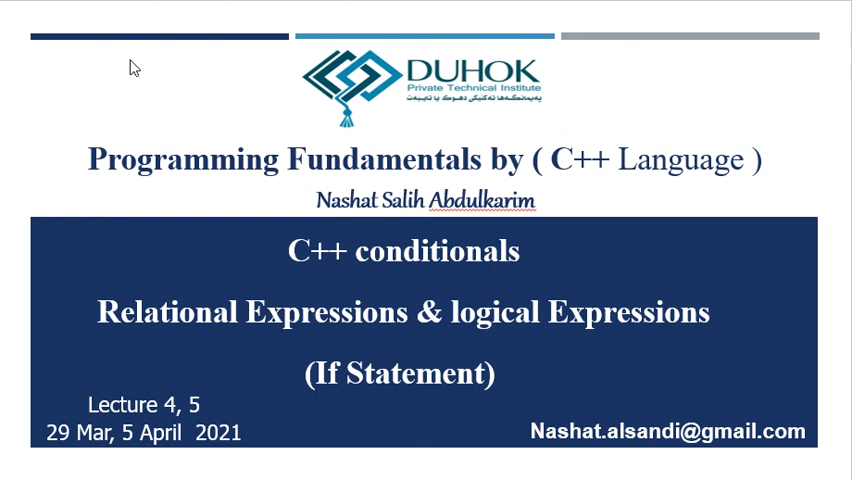 DUHOK
Private Technical Institute
Programming Fundamentals by ( C++ Language )
Nashat Salih Abdulkarim
C++ conditionals
Relational Expressions & logical Expressions
(If Statement)
Lecture 4, 5
29 Mar, 5 April 2021
Nashat.alsandi@gmail.com